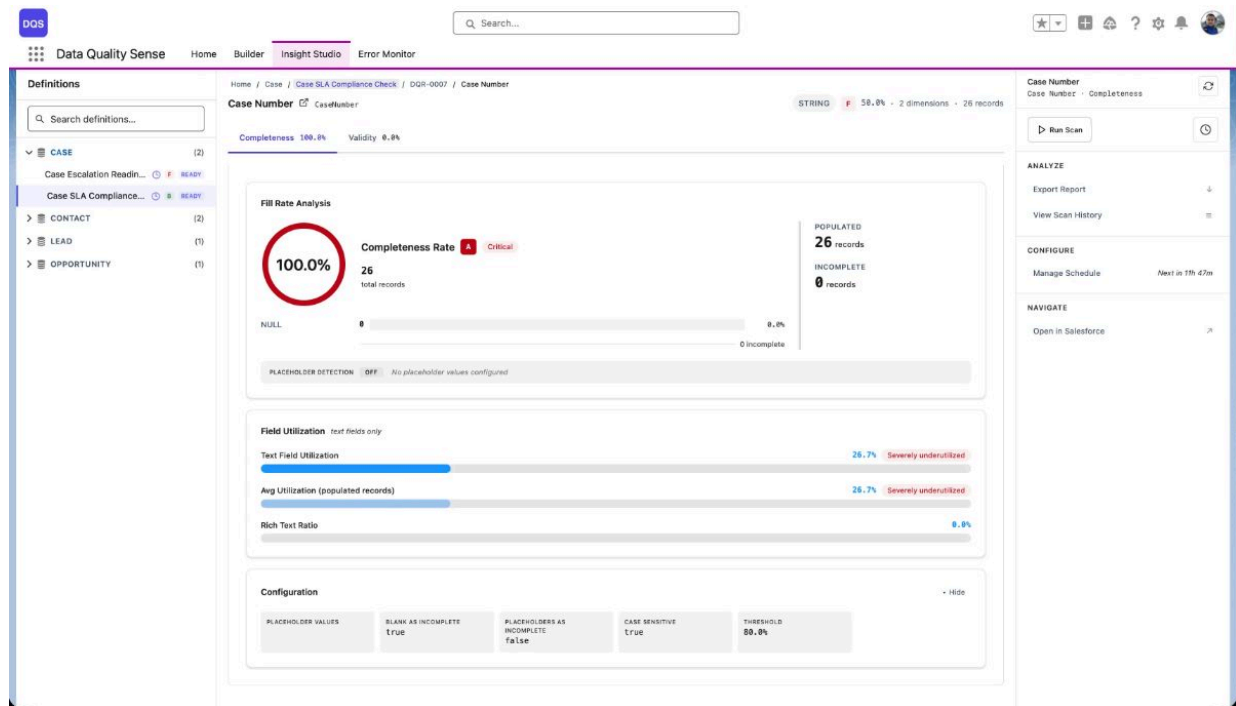 DQS
Search...
Data Quality Sense
Home
Builder
Insight Studio
Error Monitor
Definitions
Search definitions...
CASE (2)
Case Escalation Readin... F READY
Case SLA Compliance... B READY
CONTACT (2)
LEAD (1)
OPPORTUNITY (1)
Home / Case / Case SLA Compliance Check / DQR-0007 / Case Number
Case Number CaseNumber
STRING F 50.0% · 2 dimensions · 26 records
Completeness 100.0%
Validity 0.0%
Fill Rate Analysis
100.0%
Completeness Rate A Critical
26
total records
POPULATED
26 records
INCOMPLETE
0 records
NULL 0 0.0%
0 incomplete
PLACEHOLDER DETECTION OFF No placeholder values configured
Field Utilization text fields only
Text Field Utilization 26.7% Severely underutilized
Avg Utilization (populated records) 26.7% Severely underutilized
Rich Text Ratio 0.0%
Configuration
- Hide
PLACEHOLDER VALUES
BLANK AS INCOMPLETE
true
PLACEHOLDERS AS
INCOMPLETE
false
CASE SENSITIVE
true
THRESHOLD
80.0%
Case Number
Case Number · Completeness
Run Scan
ANALYZE
Export Report
View Scan History
CONFIGURE
Manage Schedule Next in 11h 47m
NAVIGATE
Open in Salesforce